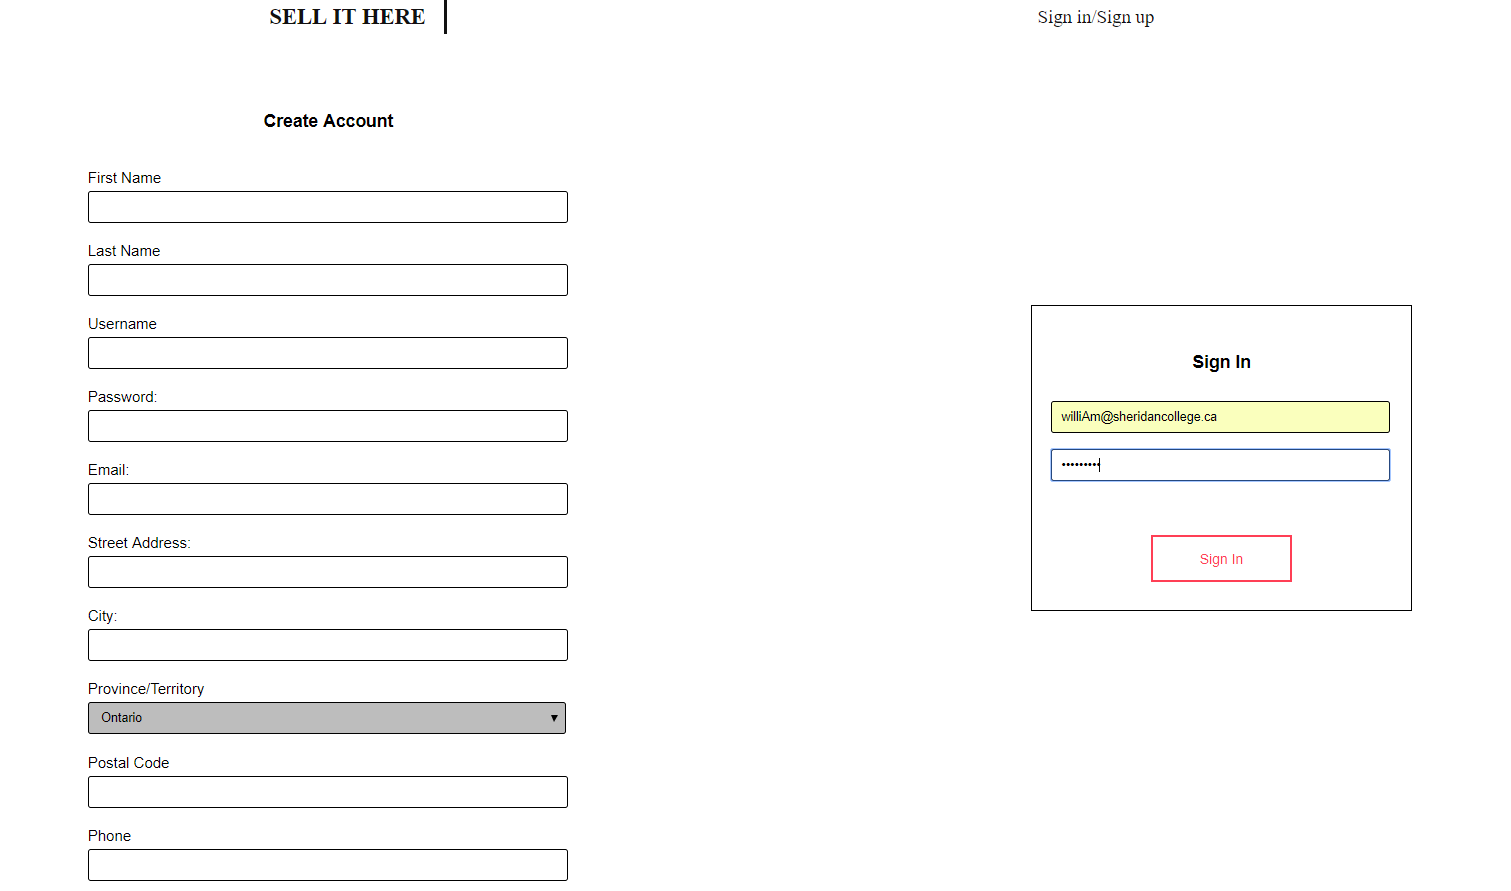 SELL IT HERE
Sign in/Sign up
Create Account
First Name
Last Name
Username
Password:
Email:
Street Address:
City:
Province/Territory
Ontario
Postal Code
Phone
Sign In
williAm@sheridancollege.ca
•••••••••
Sign In